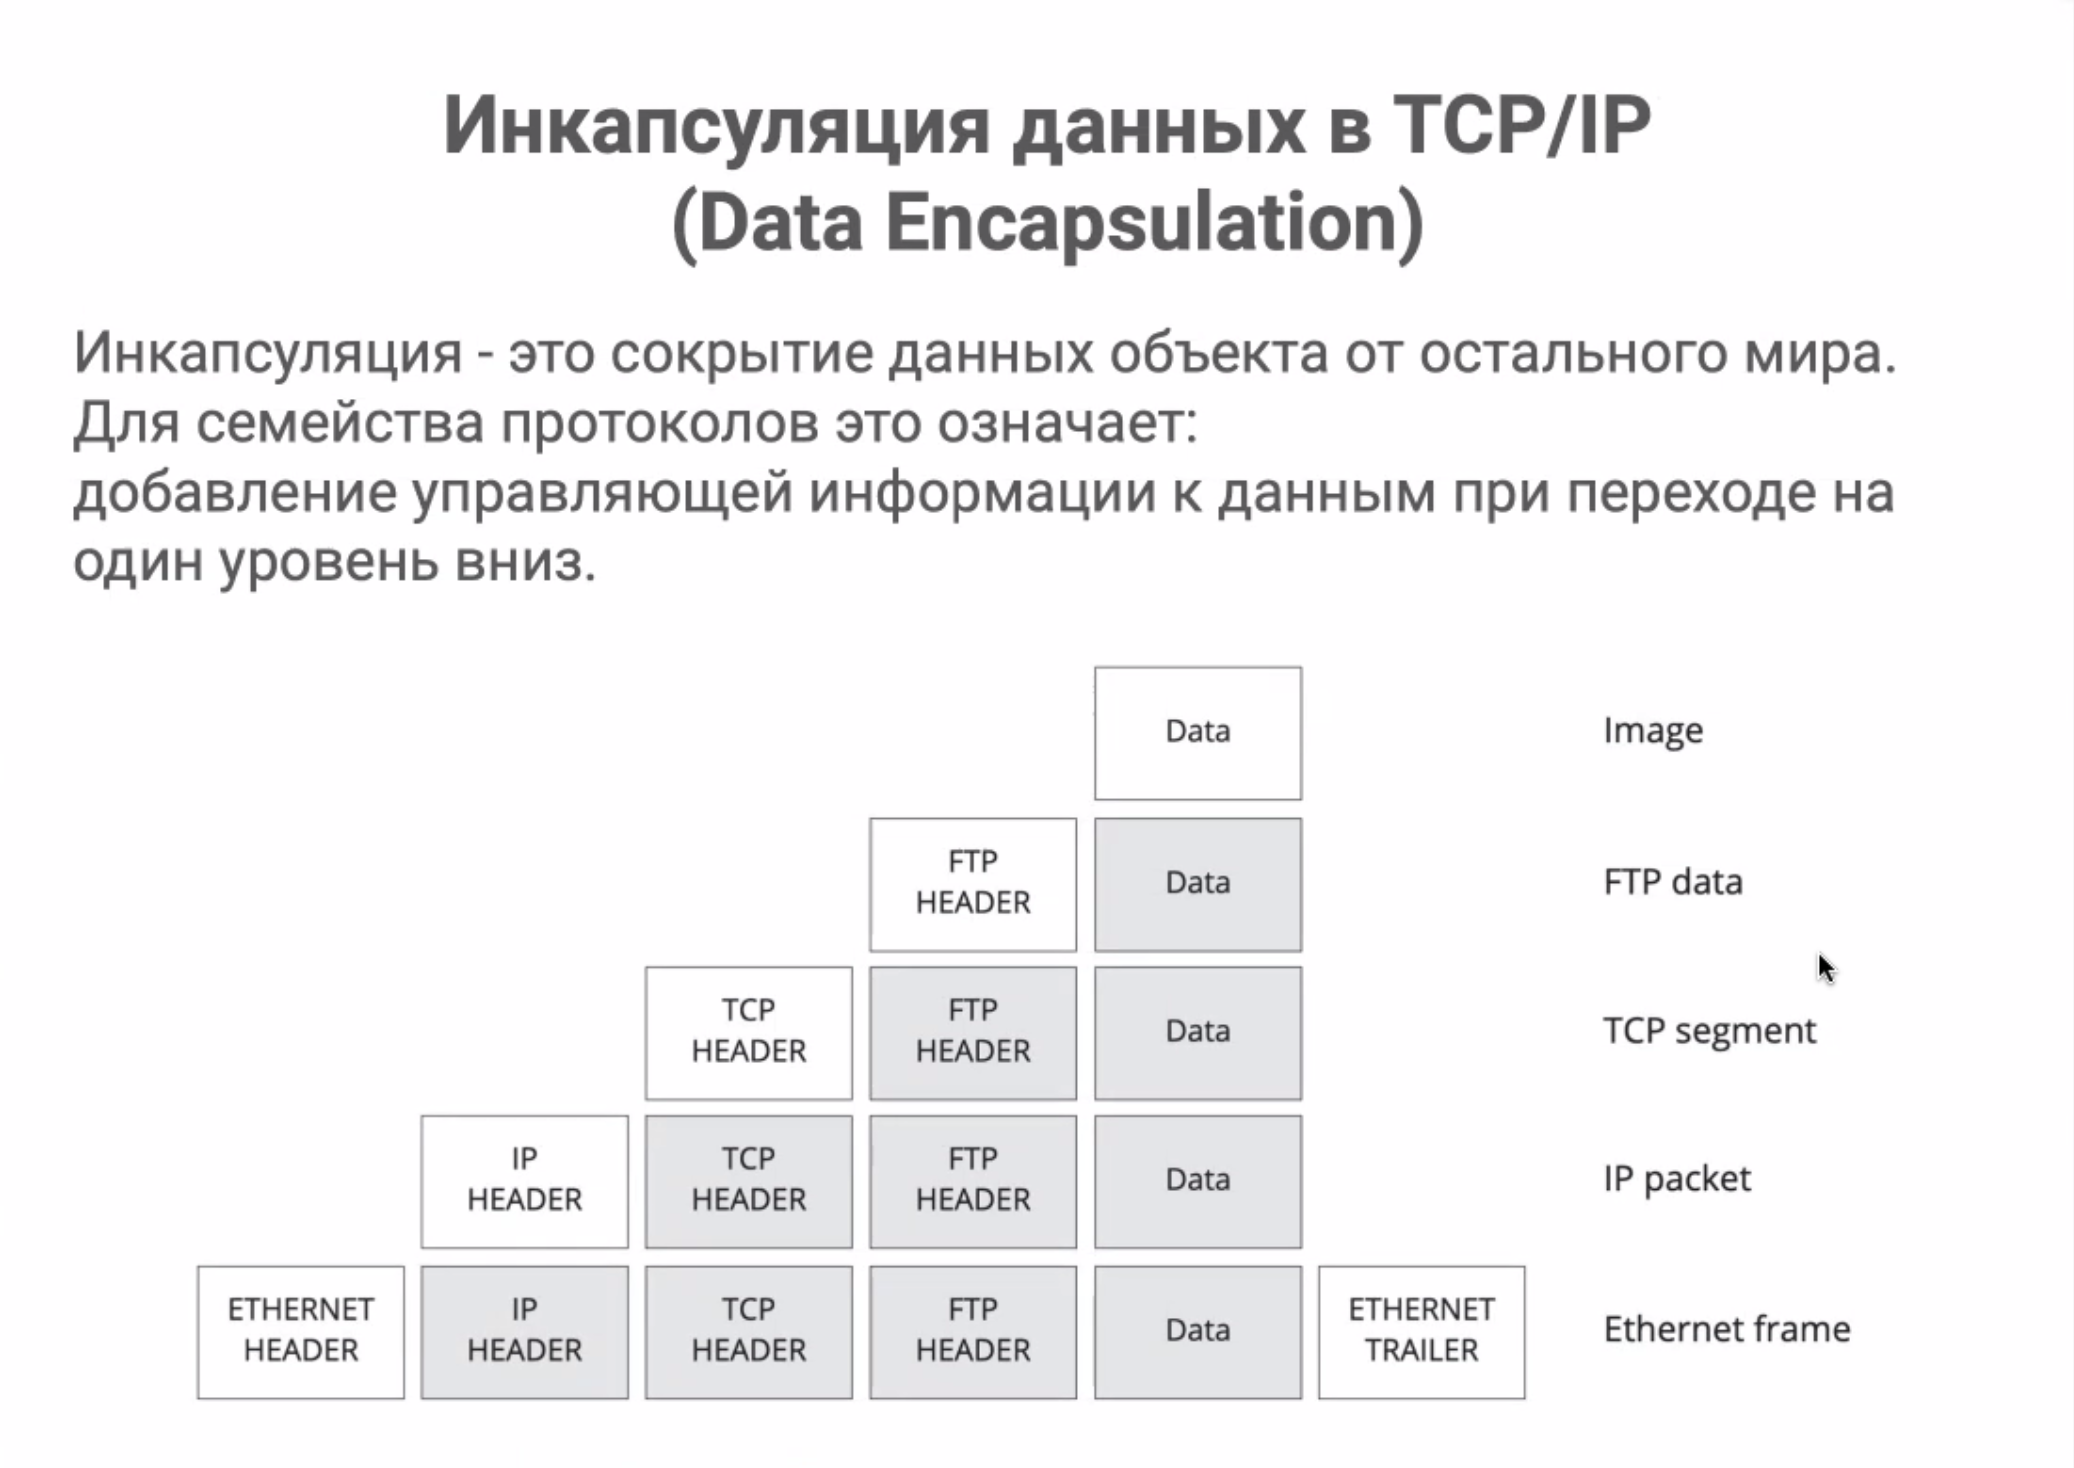 Инкапсуляция данных в TCP/IP
(Data Encapsulation)
Инкапсуляция - это сокрытие данных объекта от остального мира.
Для семейства протоколов это означает:
добавление управляющей информации к данным при переходе на
один уровень вниз.
Data
Image
FTP
HEADER
Data
FTP data
TCP
HEADER
FTP
HEADER
Data
TCP segment
IP
HEADER
TCP
HEADER
FTP
HEADER
Data
IP packet
ETHERNET
HEADER
IP
HEADER
TCP
HEADER
FTP
HEADER
Data
ETHERNET
TRAILER
Ethernet frame